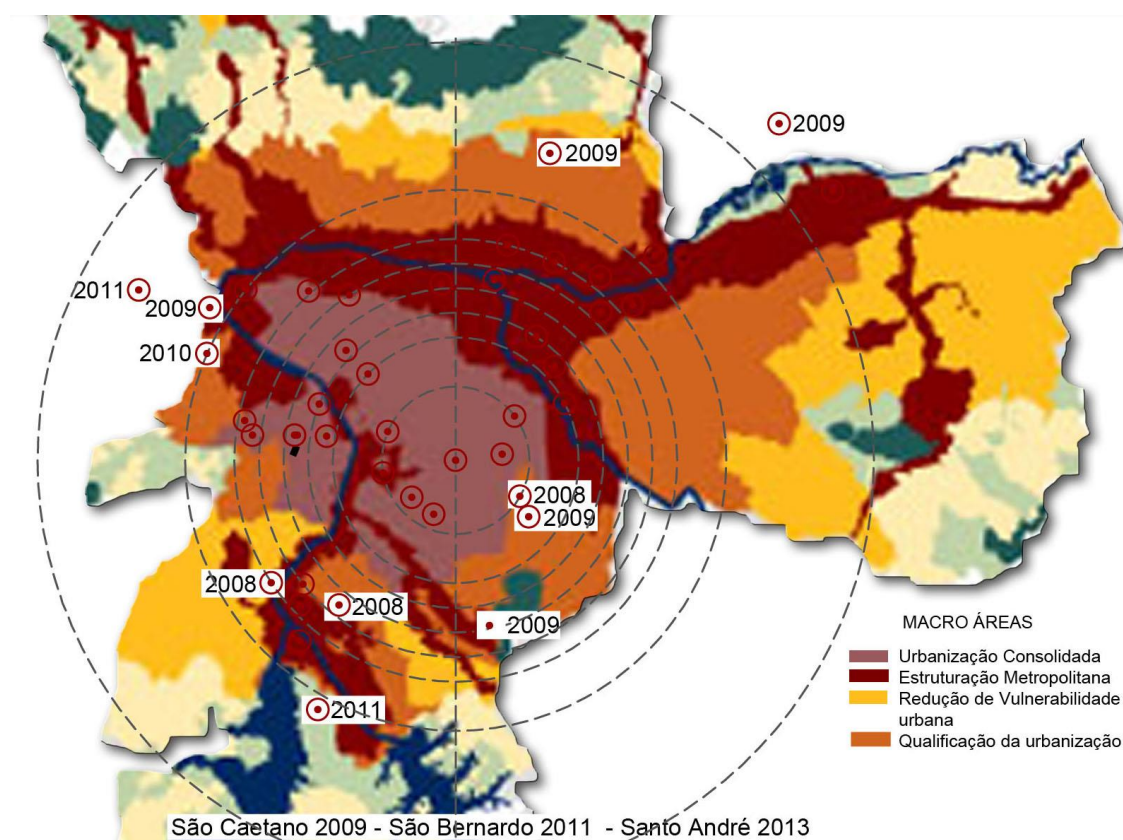 2009
2009
2011
2009
2010
2008
2009
2008
2008
2009
2011
MACRO ÁREAS
Urbanização Consolidada
Estruturação Metropolitana
Redução de Vulnerabilidade
urbana
Qualificação da urbanização
São Caetano 2009 - São Bernardo 2011 - Santo André 2013